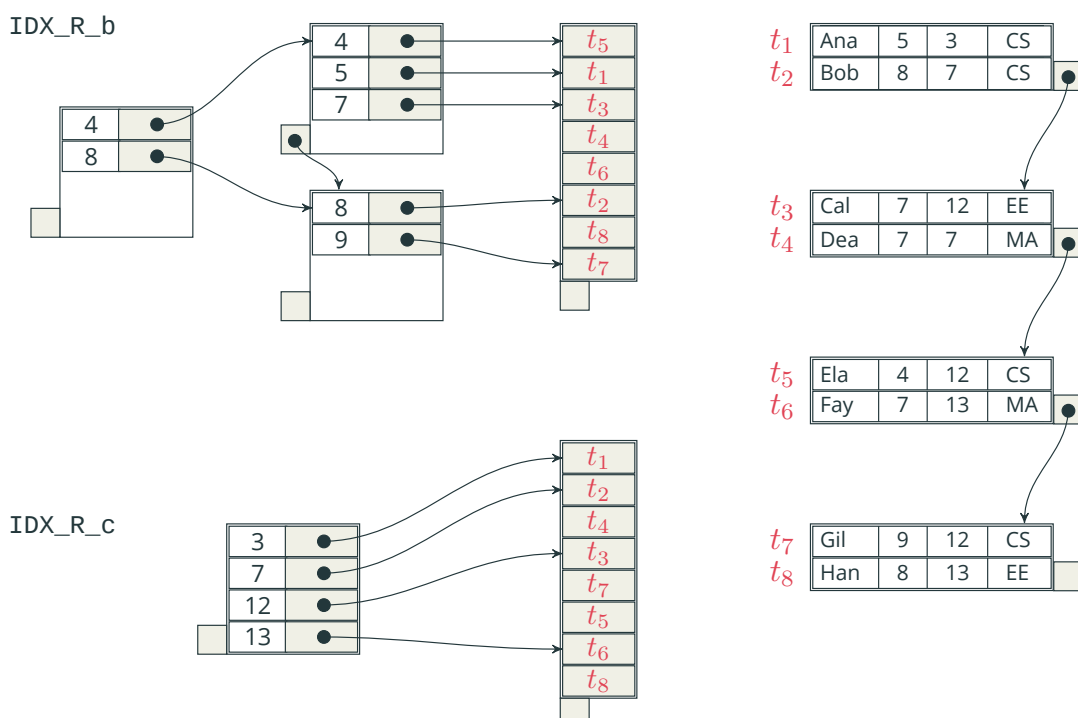 IDX_R_b
4
8
4
5
7
8
9
t5
t1
t3
t4
t6
t2
t8
t7
IDX_R_c
3
7
12
13
t1
t2
t4
t3
t7
t5
t6
t8
t1 Ana 5 3 CS
t2 Bob 8 7 CS
t3 Cal 7 12 EE
t4 Dea 7 7 MA
t5 Ela 4 12 CS
t6 Fay 7 13 MA
t7 Gil 9 12 CS
t8 Han 8 13 EE